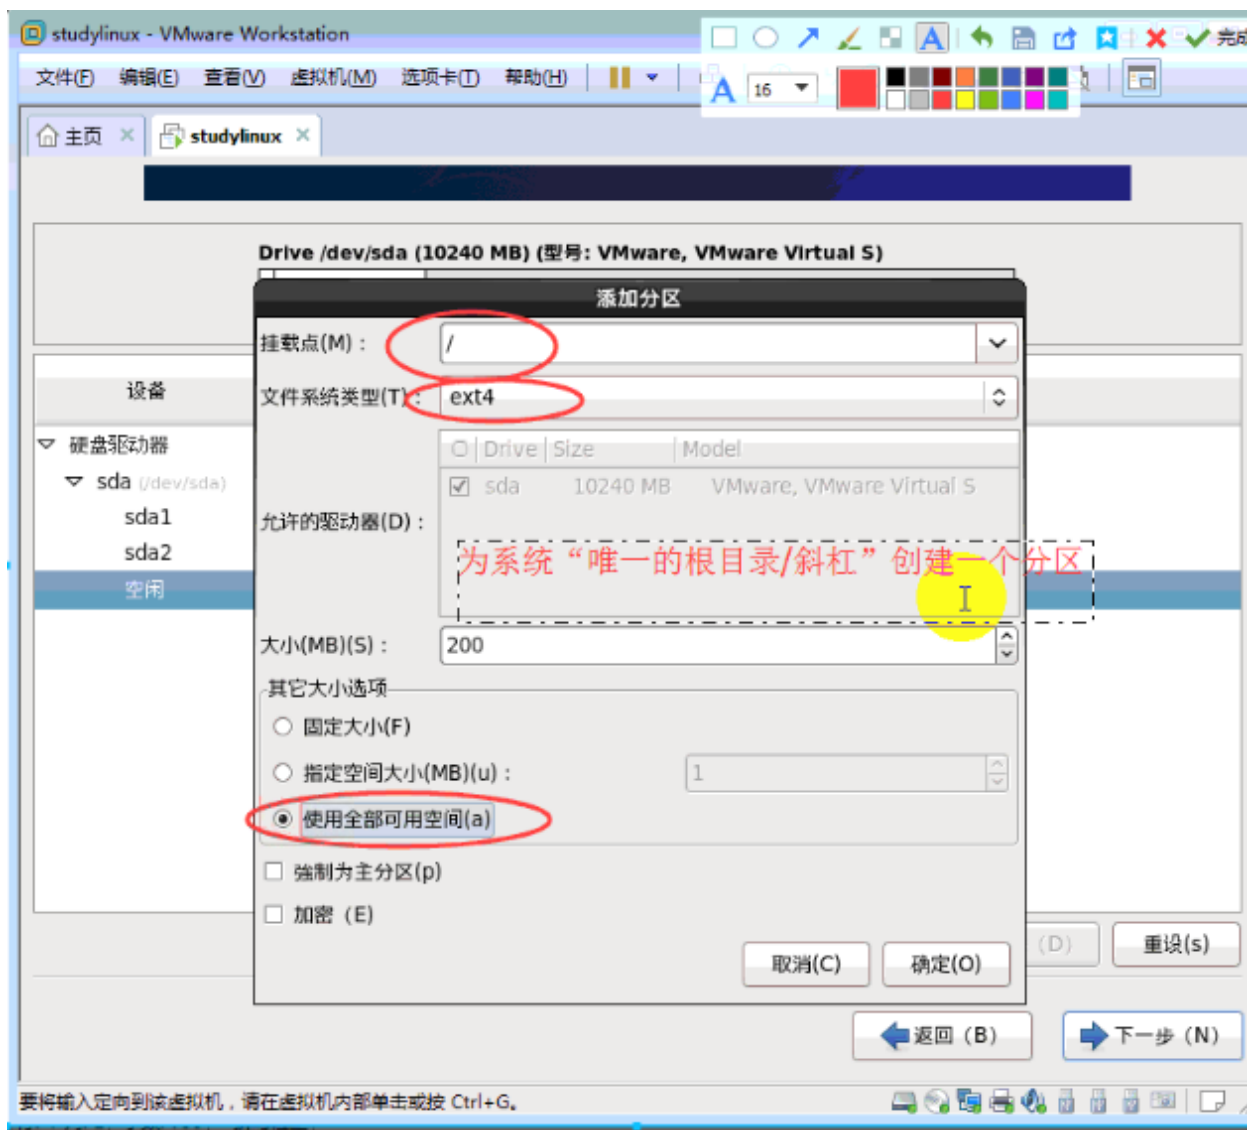 studylinux - VMware Workstation
完成
文件(F) 编辑(E) 查看(V) 虚拟机(M) 选项卡(T) 帮助(H)
A 16
主页 studylinux
Drive /dev/sda (10240 MB) (型号: VMware, VMware Virtual S)
添加分区
挂载点(M)： /
设备
文件系统类型(T)： ext4
硬盘驱动器
Drive Size Model
sda (/dev/sda)
sda 10240 MB VMware, VMware Virtual S
sda1
允许的驱动器(D)：
sda2
为系统“唯一的根目录/斜杠”创建一个分区
空闲
大小(MB)(S)： 200
其它大小选项
固定大小(F)
指定空间大小(MB)(u)： 1
使用全部可用空间(a)
强制为主分区(p)
加密（E)
(D) 重设(s)
取消(C) 确定(O)
返回（B） 下一步（N）
要将输入定向到该虚拟机，请在虚拟机内部单击或按 Ctrl+G。